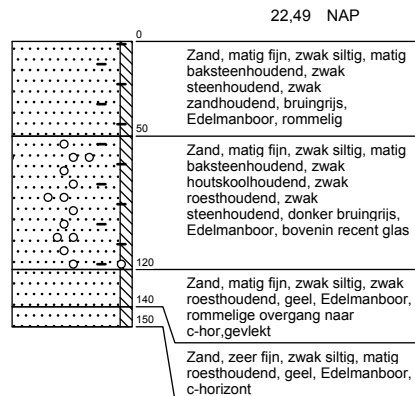 22,49 NAP
0
Zand, matig fijn, zwak siltig, matig
baksteenhoudend, zwak
steenhoudend, zwak
zandhoudend, bruingrijs,
Edelmanboor, rommelig
50
Zand, matig fijn, zwak siltig, matig
baksteenhoudend, zwak
houtskoolhoudend, zwak
roesthoudend, zwak
steenhoudend, donker bruingrijs,
Edelmanboor, bovenin recent glas
120
Zand, matig fijn, zwak siltig, zwak
roesthoudend, geel, Edelmanboor,
rommelige overgang naar
c-hor,gevlekt
140
150
Zand, zeer fijn, zwak siltig, matig
roesthoudend, geel, Edelmanboor,
c-horizont